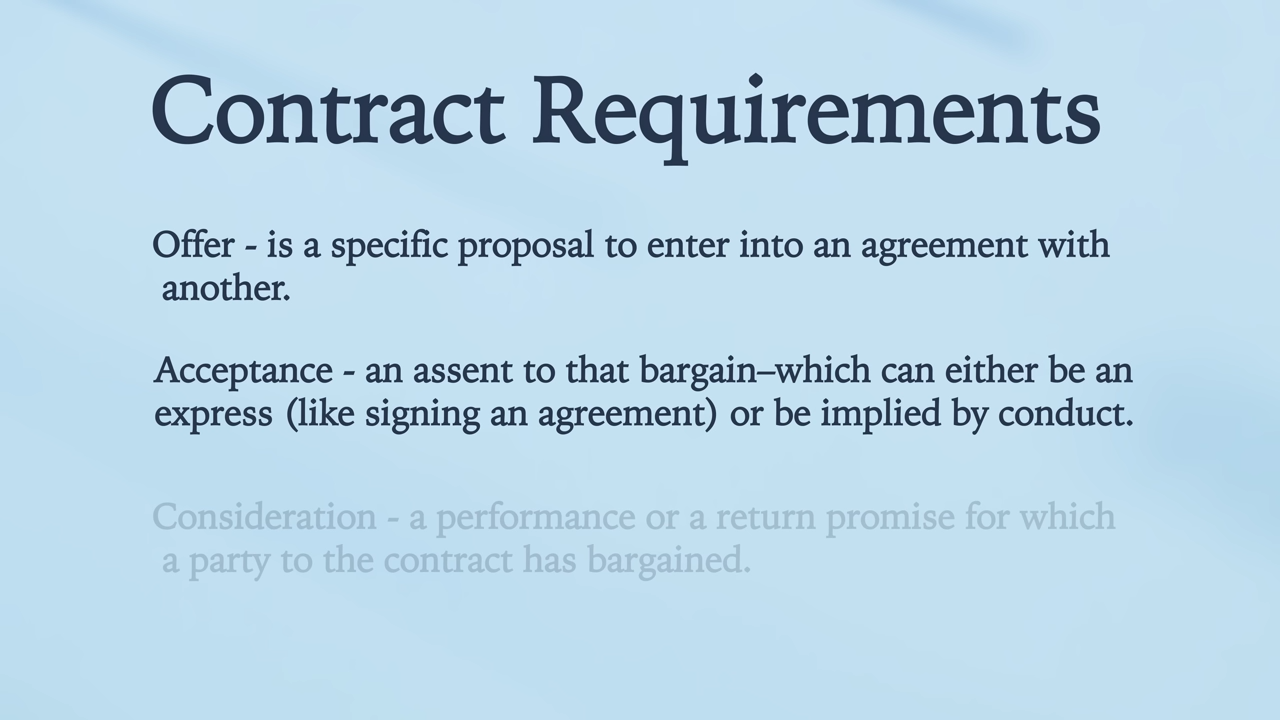 Contract Requirements
Offer - is a specific proposal to enter into an agreement with
another.
Acceptance - an assent to that bargain–which can either be an
express (like signing an agreement) or be implied by conduct.
Consideration - a performance or a return promise for which
a party to the contract has bargained.